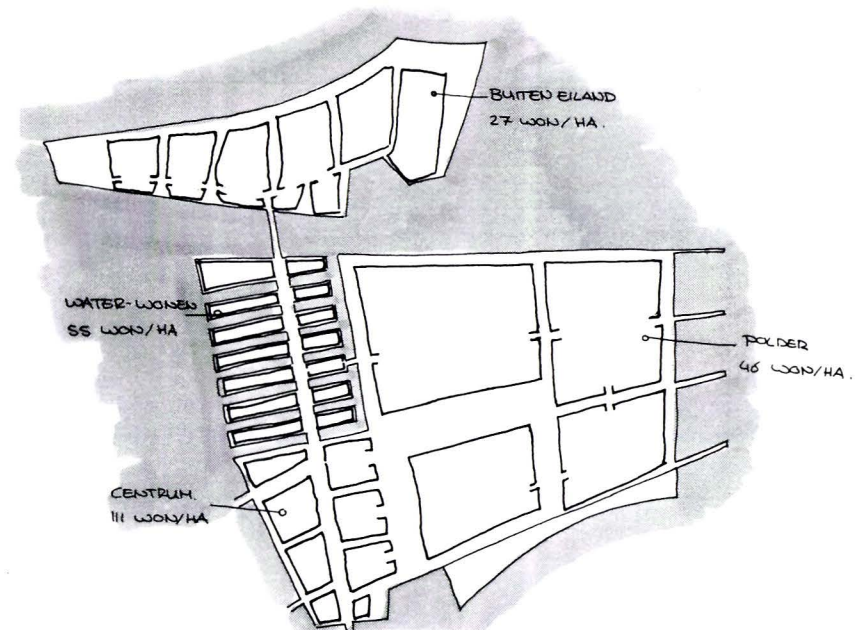 BUITEN EILAND
27 WON/HA.
WATER-WONEN
55 WON/HA
POLDER
46 WON/HA.
CENTRUM.
111 WON/HA